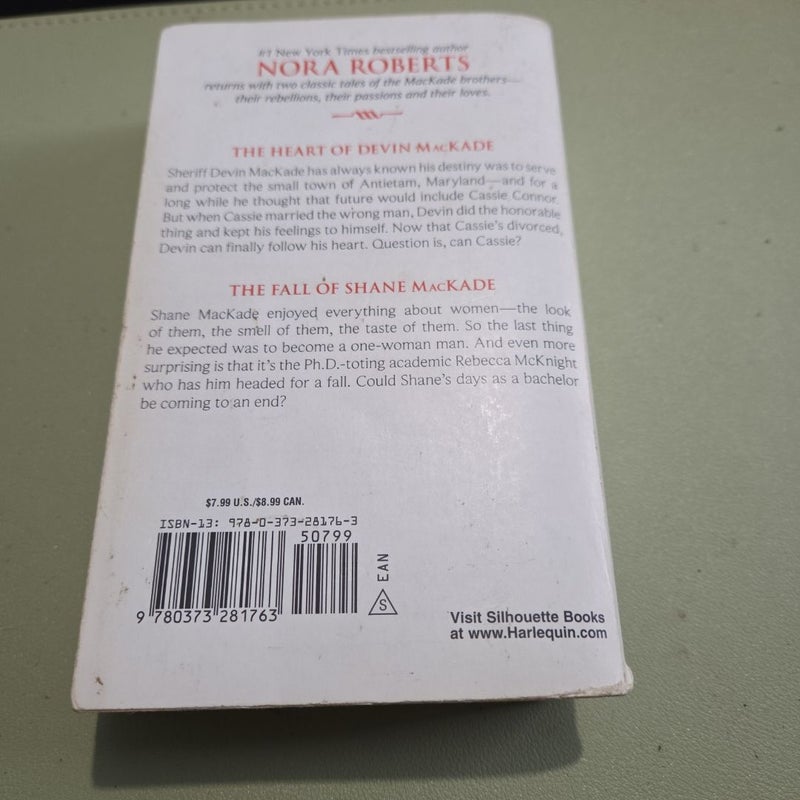 #1 New York Times bestselling author
NORA ROBERTS
returns with two classic tales of the MacKade brothers—
their rebellions, their passions and their loves.
THE HEART OF DEVIN MACKADE
Sheriff Devin MacKade has always known his destiny was to serve
and protect the small town of Antietam, Maryland—and for a
long while he thought that future would include Cassie Connor.
But when Cassie married the wrong man, Devin did the honorable
thing and kept his feelings to himself. Now that Cassie's divorced,
Devin can finally follow his heart. Question is, can Cassie?
THE FALL OF SHANE MACKADE
Shane MacKade enjoyed everything about women—the look
of them, the smell of them, the taste of them. So the last thing
he expected was to become a one-woman man. And even more
surprising is that it's the Ph.D.-toting academic Rebecca McKnight
who has him headed for a fall. Could Shane's days as a bachelor
be coming to an end?
$7.99 U.S./$8.99 CAN.
ISBN-13: 978-0-373-28176-3
50799
EAN
S
9 780373 281763
Visit Silhouette Books
at www.Harlequin.com